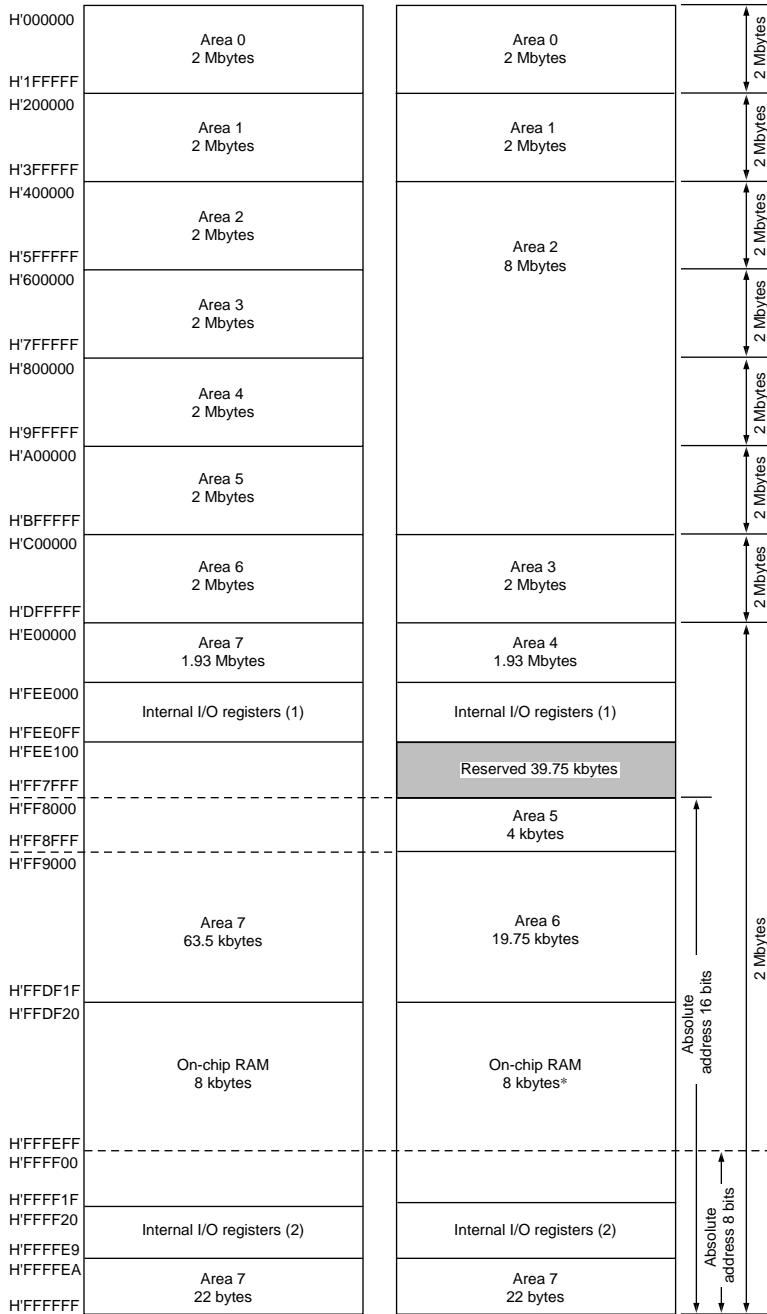 H'000000
Area 0
2 Mbytes
Area 0
2 Mbytes
2 Mbytes
H'1FFFFF
H'200000
Area 1
2 Mbytes
Area 1
2 Mbytes
2 Mbytes
H'3FFFFF
H'400000
Area 2
2 Mbytes
Area 2
8 Mbytes
2 Mbytes
H'5FFFFF
H'600000
Area 3
2 Mbytes
2 Mbytes
H'7FFFFF
H'800000
Area 4
2 Mbytes
2 Mbytes
H'9FFFFF
H'A00000
Area 5
2 Mbytes
2 Mbytes
H'BFFFFF
H'C00000
Area 6
2 Mbytes
Area 3
2 Mbytes
2 Mbytes
H'DFFFFF
H'E00000
Area 7
1.93 Mbytes
Area 4
1.93 Mbytes
H'FEE000
Internal I/O registers (1)
Internal I/O registers (1)
H'FEE0FF
H'FEE100
Reserved 39.75 kbytes
H'FF7FFF
H'FF8000
Area 5
4 kbytes
H'FF8FFF
H'FF9000
Area 7
63.5 kbytes
Area 6
19.75 kbytes
2 Mbytes
H'FFDF1F
H'FFDF20
Absolute
address 16 bits
On-chip RAM
8 kbytes
On-chip RAM
8 kbytes*
H'FFFEFF
H'FFFF00
H'FFFF1F
H'FFFF20
Internal I/O registers (2)
Internal I/O registers (2)
Absolute
address 8 bits
H'FFFFE9
H'FFFFEA
Area 7
22 bytes
Area 7
22 bytes
H'FFFFFF